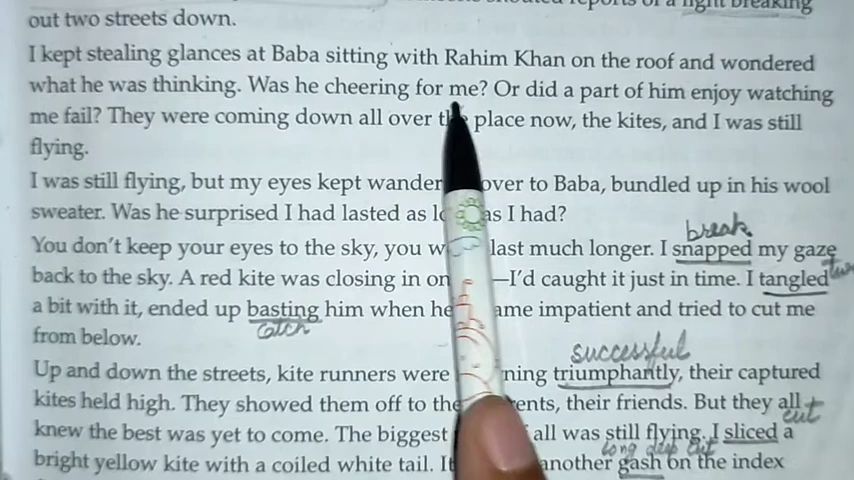 shouted reports of a fight breaking
out two streets down.
I kept stealing glances at Baba sitting with Rahim Khan on the roof and wondered
what he was thinking. Was he cheering for me? Or did a part of him enjoy watching
me fail? They were coming down all over the place now, the kites, and I was still
flying.
I was still flying, but my eyes kept wander over to Baba, bundled up in his wool
sweater. Was he surprised I had lasted as as I had?
break
You don't keep your eyes to the sky, you last much longer. I snapped my gaze
back to the sky. A red kite was closing in on —I'd caught it just in time. I tangled
a bit with it, ended up basting him when he ame impatient and tried to cut me
catch
from below.
successful
Up and down the streets, kite runners were ning triumphantly, their captured
kites held high. They showed them off to the ents, their friends. But they all
cut
knew the best was yet to come. The biggest of all was still flying. I sliced a
long deep cut
bright yellow kite with a coiled white tail. It another gash on the index